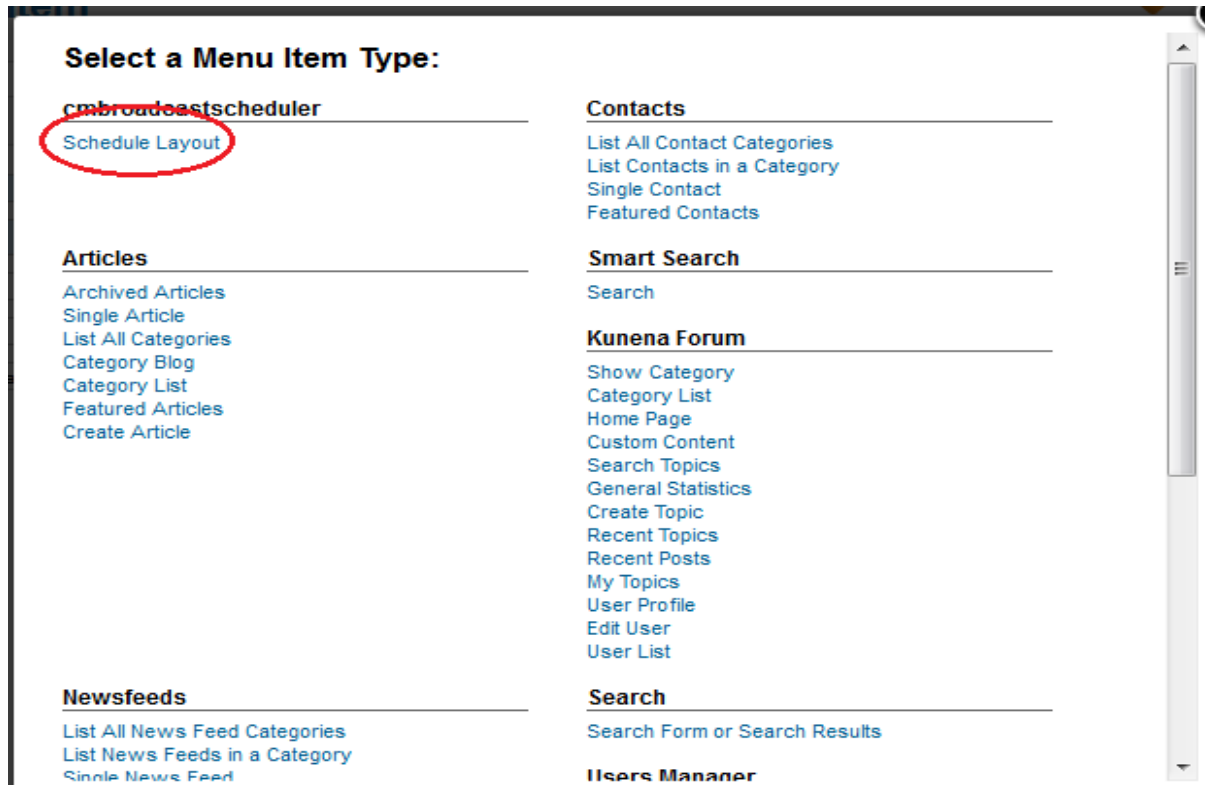 Select a Menu Item Type:
cmbroadcastscheduler
Schedule Layout
Contacts
List All Contact Categories
List Contacts in a Category
Single Contact
Featured Contacts
Articles
Archived Articles
Single Article
List All Categories
Category Blog
Category List
Featured Articles
Create Article
Smart Search
Search
Kunena Forum
Show Category
Category List
Home Page
Custom Content
Search Topics
General Statistics
Create Topic
Recent Topics
Recent Posts
My Topics
User Profile
Edit User
User List
Newsfeeds
List All News Feed Categories
List News Feeds in a Category
Single News Feed
Search
Search Form or Search Results
Users Manager